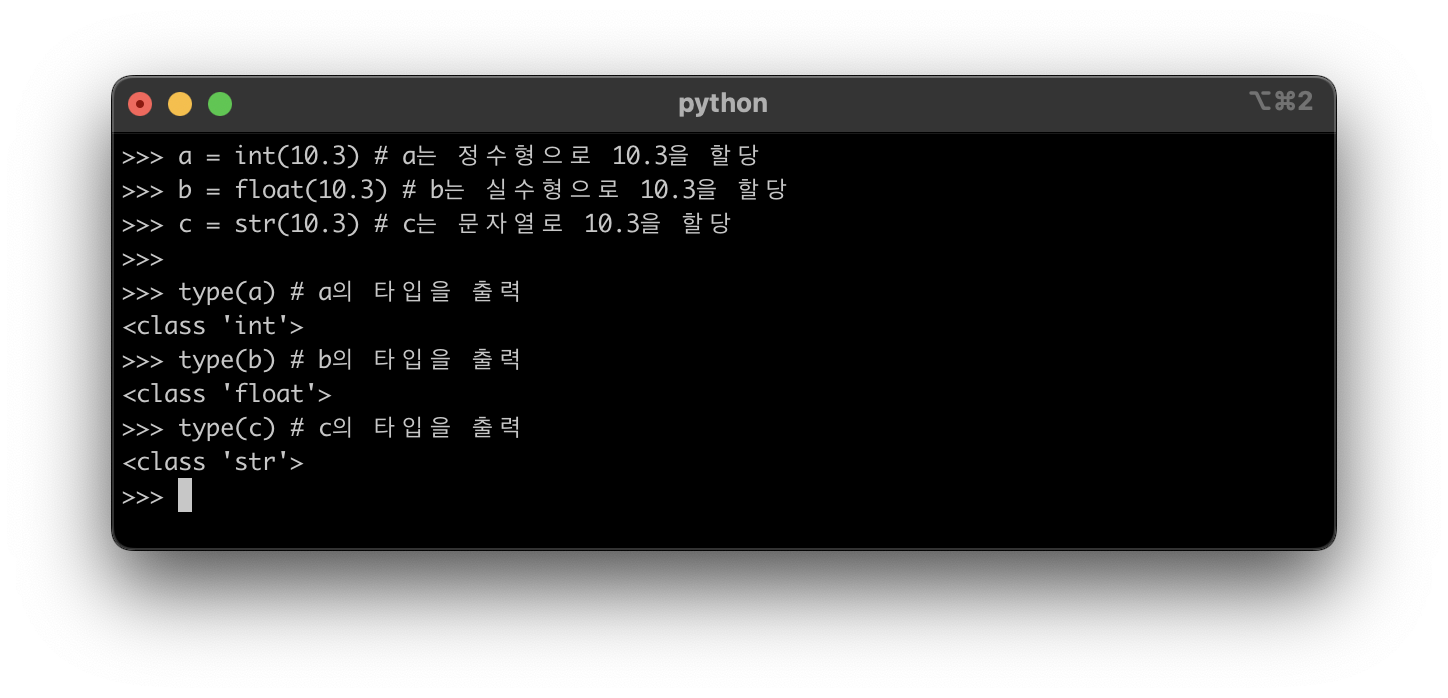 python
⌥⌘2
>>> a = int(10.3) # a는 정수형으로 10.3을 할당
>>> b = float(10.3) # b는 실수형으로 10.3을 할당
>>> c = str(10.3) # c는 문자열로 10.3을 할당
>>>
>>> type(a) # a의 타입을 출력
<class 'int'>
>>> type(b) # b의 타입을 출력
<class 'float'>
>>> type(c) # c의 타입을 출력
<class 'str'>
>>>